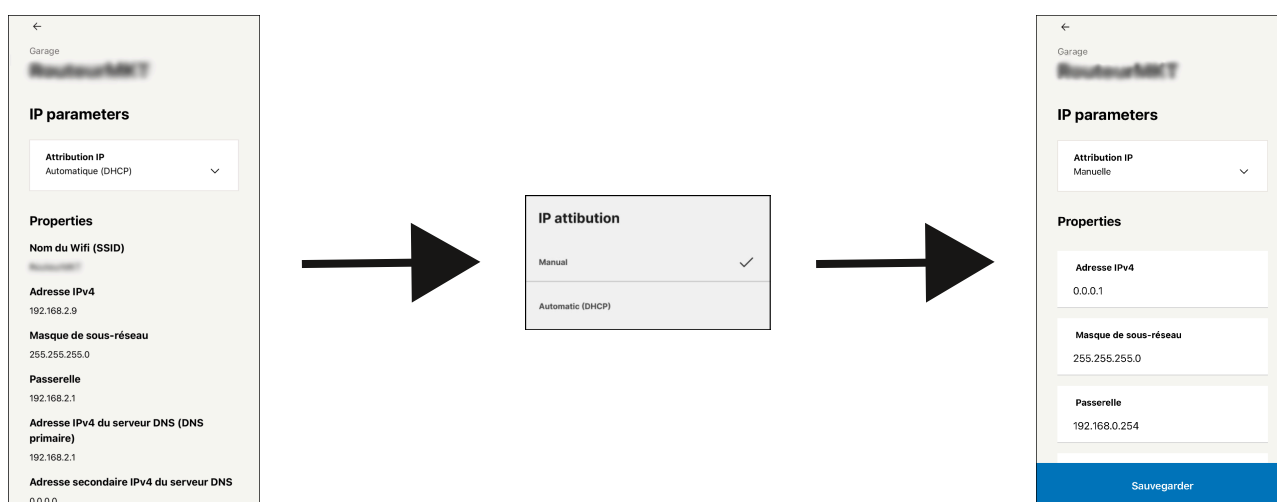 Garage
IP parameters
Attribution IP
Automatique (DHCP)
Properties
Nom du Wifi (SSID)
Adresse IPv4
192.168.2.9
Masque de sous-réseau
255.255.255.0
Passerelle
192.168.2.1
Adresse IPv4 du serveur DNS (DNS
primaire)
192.168.2.1
Adresse secondaire IPv4 du serveur DNS
0.0.0.0
IP attibution
Manual
Automatic (DHCP)
Garage
IP parameters
Attribution IP
Manuelle
Properties
Adresse IPv4
0.0.0.1
Masque de sous-réseau
255.255.255.0
Passerelle
192.168.0.254
Sauvegarder